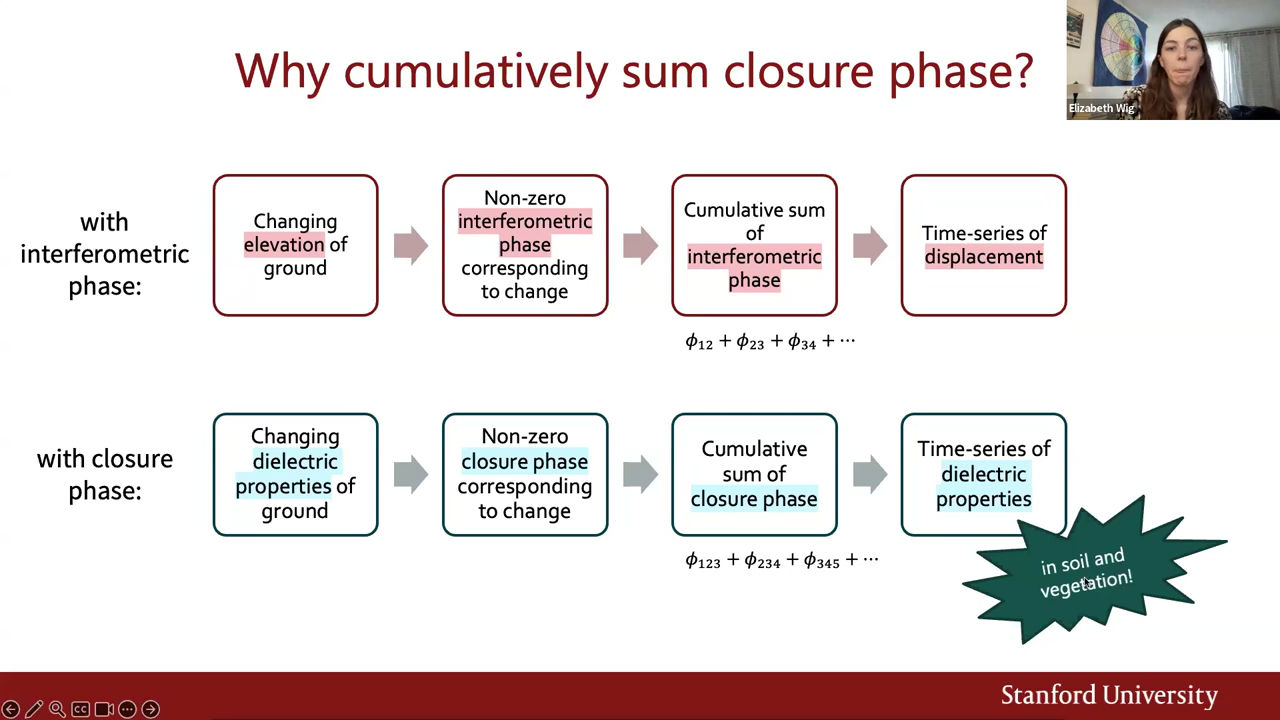 Why cumulatively sum closure phase?
Elizabeth Wig
with
interferometric
phase:
Changing
elevation of
ground
Non-zero
interferometric
phase
corresponding
to change
Cumulative sum
of
interferometric
phase
Time-series of
displacement
ϕ₁₂ + ϕ₂₃ + ϕ₃₄ + ⋯
with closure
phase:
Changing
dielectric
properties of
ground
Non-zero
closure phase
corresponding
to change
Cumulative
sum of
closure phase
Time-series of
dielectric
properties
ϕ₁₂₃ + ϕ₂₃₄ + ϕ₃₄₅ + ⋯
in soil and
vegetation!
Stanford University
CC